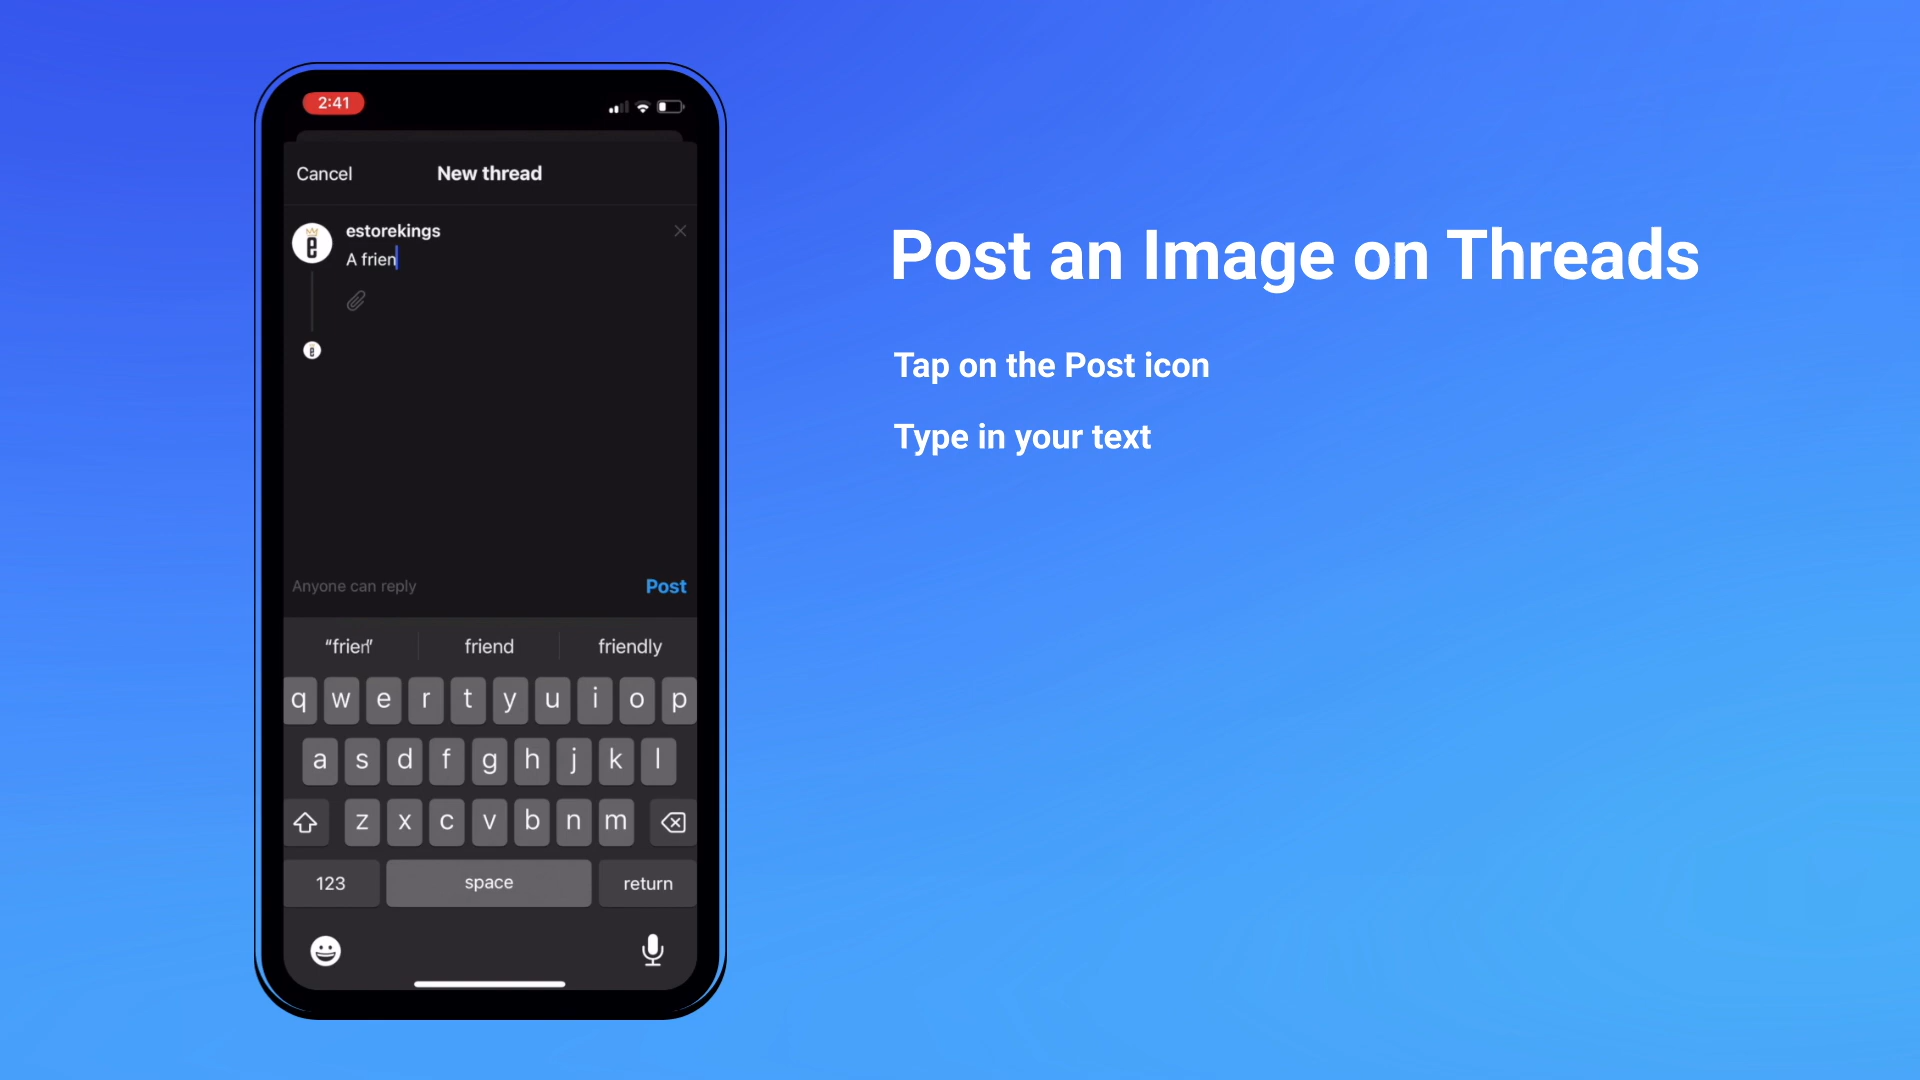 2:41
Cancel
New thread
estorekings
A frien
Anyone can reply
Post
"frien"
friend
friendly
q w e r t y u i o p
a s d f g h j k l
z x c v b n m
123
space
return
Post an Image on Threads
Tap on the Post icon
Type in your text